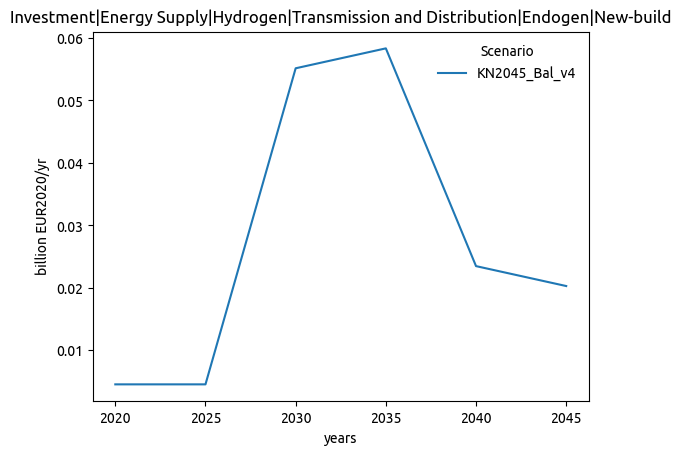 Investment|Energy Supply|Hydrogen|Transmission and Distribution|Endogen|New-build
Scenario
KN2045_Bal_v4
billion EUR2020/yr
0.06
0.05
0.04
0.03
0.02
0.01
2020 2025 2030 2035 2040 2045
years